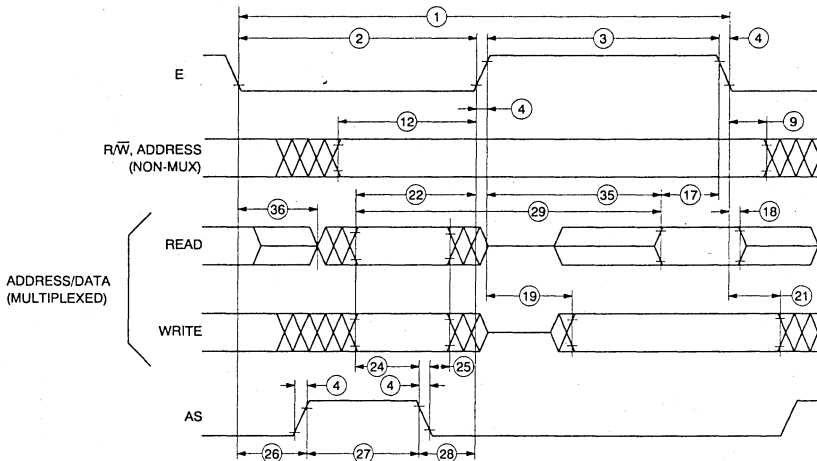 1
2
3
4
E
4
12
9
R/W̅, ADDRESS
(NON-MUX)
22
35
17
36
29
18
READ
ADDRESS/DATA
(MULTIPLEXED)
19
21
WRITE
24
25
4
4
AS
26
27
28